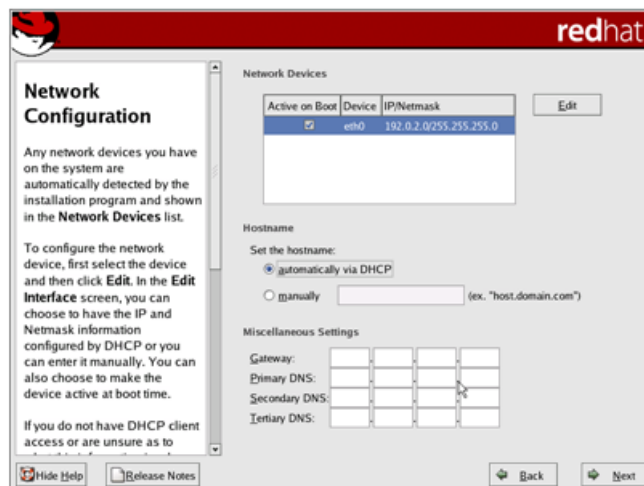 redhat
Network
Configuration
Any network devices you have
on the system are
automatically detected by the
installation program and shown
in the Network Devices list.
To configure the network
device, first select the device
and then click Edit. In the Edit
Interface screen, you can
choose to have the IP and
Netmask information
configured by DHCP or you
can enter it manually. You can
also choose to make the
device active at boot time.
If you do not have DHCP client
access or are unsure as to
Network Devices
Active on Boot Device IP/Netmask
eth0 192.0.2.0/255.255.255.0
Edit
Hostname
Set the hostname:
automatically via DHCP
manually (ex. "host.domain.com")
Miscellaneous Settings
Gateway:
Primary DNS:
Secondary DNS:
Tertiary DNS:
Hide Help Release Notes Back Next